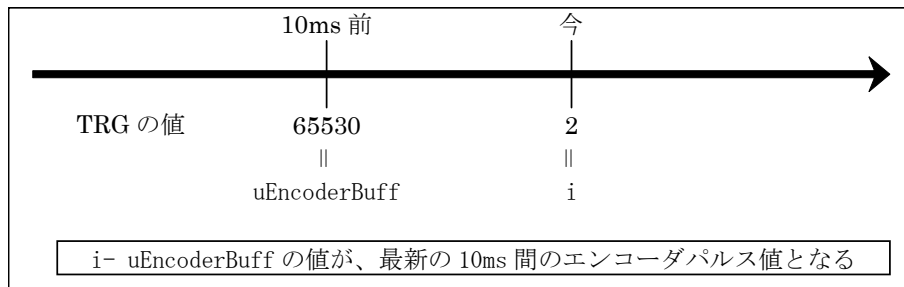 10ms 前 今
TRG の値 65530 2
|| ||
uEncoderBuff i
i- uEncoderBuff の値が、最新の 10ms 間のエンコーダパルス値となる